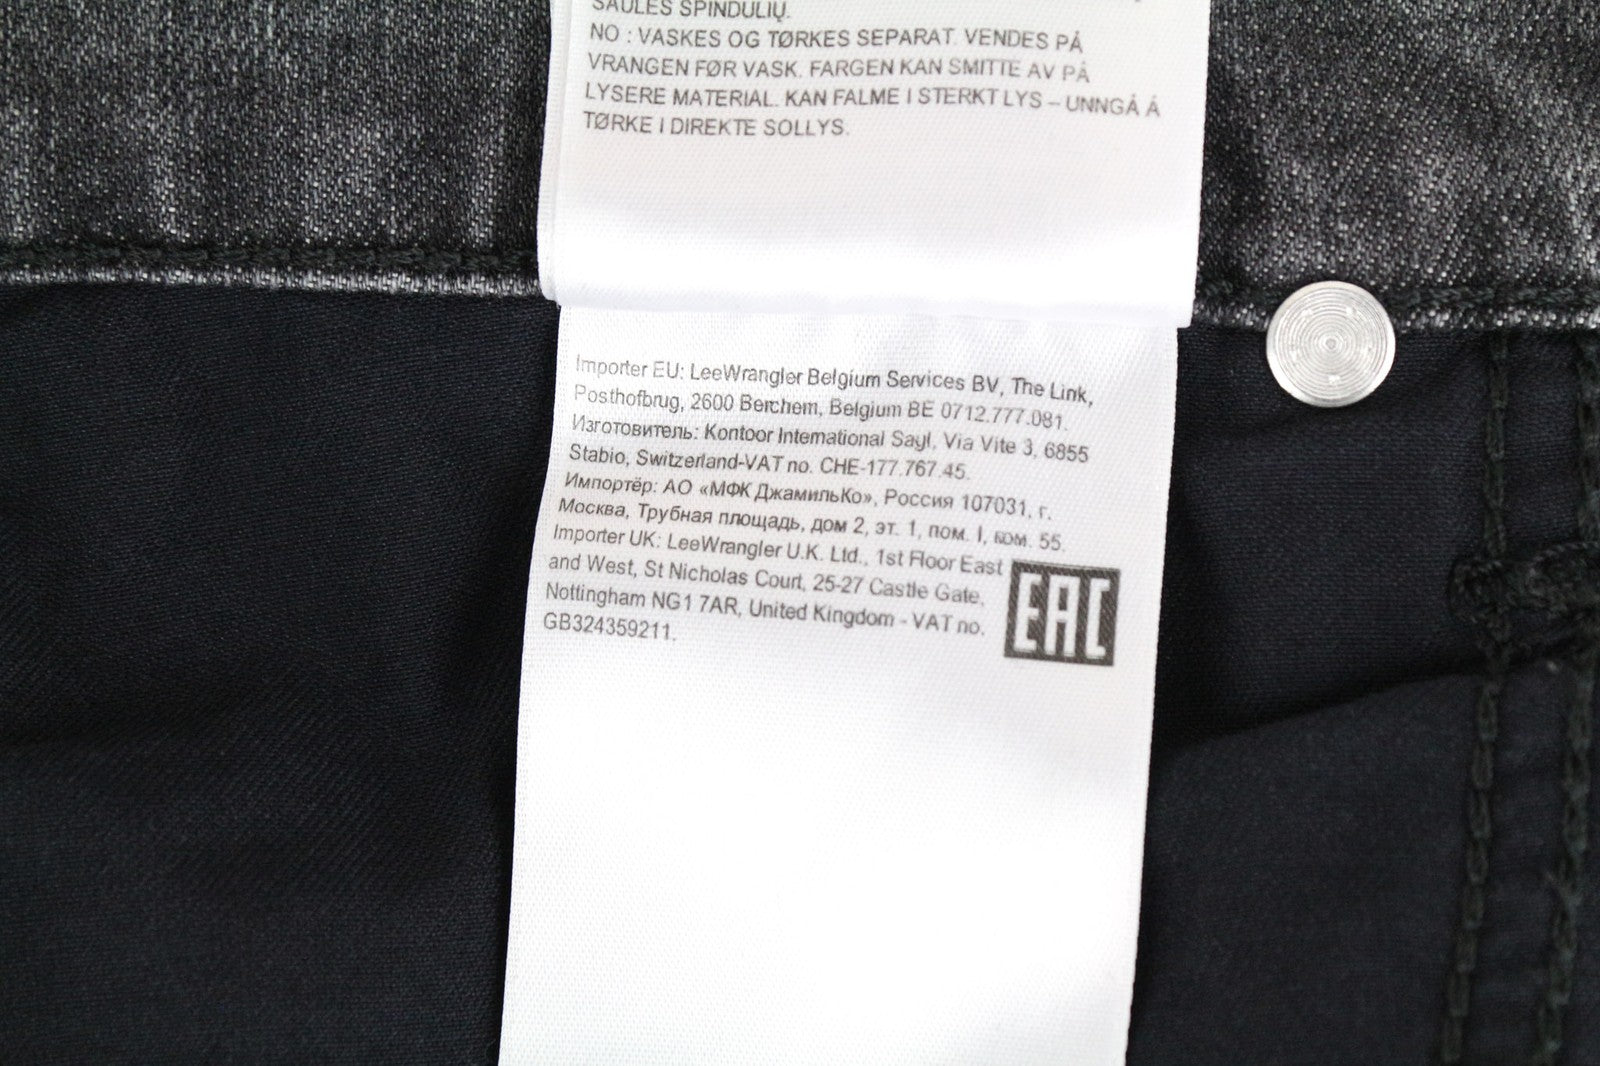 SAULĖS SPINDULIŲ.
NO : VASKES OG TØRKES SEPARAT. VENDES PÅ
VRANGEN FØR VASK. FARGEN KAN SMITTE AV PÅ
LYSERE MATERIAL. KAN FALME I STERKT LYS – UNNGÅ Å
TØRKE I DIREKTE SOLLYS.
Importer EU: LeeWrangler Belgium Services BV, The Link,
Posthofbrug, 2600 Berchem, Belgium BE 0712.777.081.
Изготовитель: Kontoor International Sayl, Via Vite 3, 6855
Stabio, Switzerland-VAT no. CHE-177.767.45.
Импортёр: АО «МФК ДжамильКо», Россия 107031, г.
Москва, Трубная площадь, дом 2, эт. 1, пом. I, ком. 55.
Importer UK: LeeWrangler U.K. Ltd., 1st Floor East
and West, St Nicholas Court, 25-27 Castle Gate,
Nottingham NG1 7AR, United Kingdom - VAT no.
GB324359211.
EAC